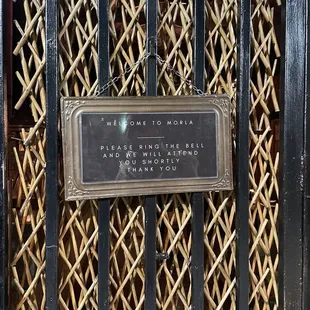 WELCOME TO MORLA
PLEASE RING THE BELL
AND WE WILL ATTEND
YOU SHORTLY
THANK YOU